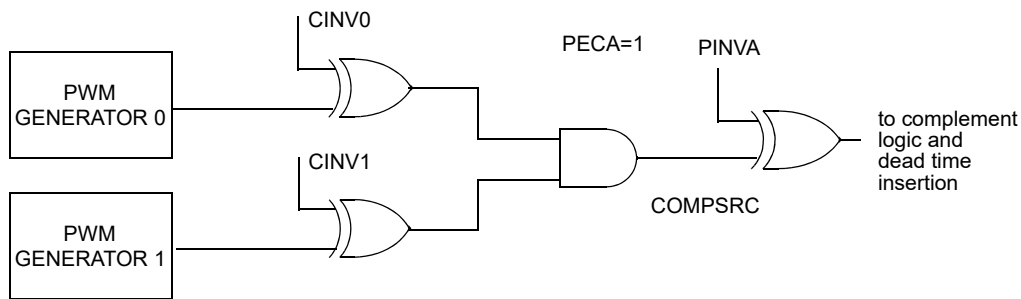 CINV0
PECA=1
PINVA
PWM
GENERATOR 0
to complement
logic and
dead time
insertion
CINV1
COMPSRC
PWM
GENERATOR 1